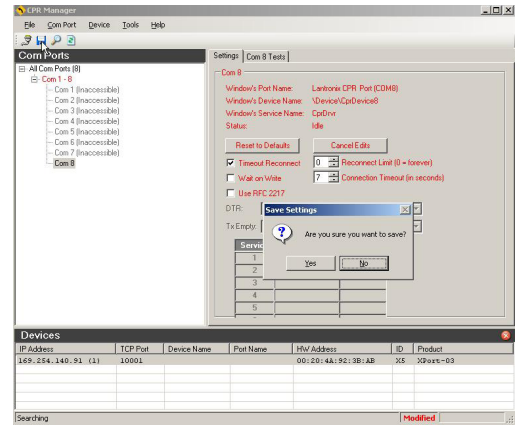 CPR Manager
File Com Port Device Tools Help
Com Ports
All Com Ports (8)
Com 1 - 8
Com 1 (Inaccessible)
Com 2 (Inaccessible)
Com 3 (Inaccessible)
Com 4 (Inaccessible)
Com 5 (Inaccessible)
Com 6 (Inaccessible)
Com 7 (Inaccessible)
Com 8
Settings Com 8 Tests
Com 8
Window's Port Name: Lantronix CPR Port (COM8)
Window's Device Name: \Device\CprDevice8
Window's Service Name: CprDrvr
Status: Idle
Reset to Defaults Cancel Edits
Timeout Reconnect 0 Reconnect Limit (0 = forever)
Wait on Write 7 Connection Timeout (in seconds)
Use RFC 2217
DTR:
Tx Empty:
Save Settings
Are you sure you want to save?
Yes No
Servic
1
2
3
4
5
Devices
IP Address TCP Port Device Name Port Name HW Address ID Product
169.254.140.91 (1) 10001 00:20:4A:92:3B:AB X5 XPort-03
Searching Modified